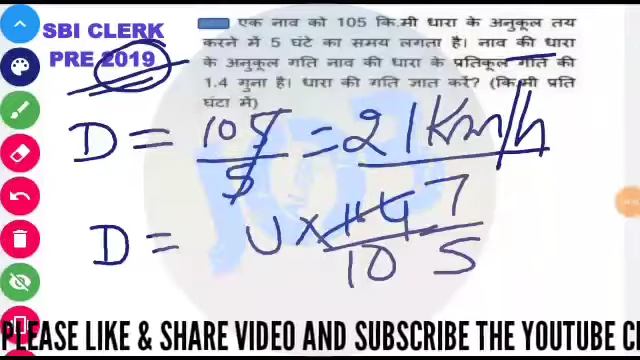 SBI CLERK
PRE 2019
एक नाव को 105 कि.मी धारा के अनुकूल तय
करने में 5 घंटे का समय लगता है। नाव की धारा
के अनुकूल गति नाव की धारा के प्रतिकूल गति की
1.4 गुना है। धारा की गति ज्ञात करें? (कि.मी प्रति
घंटा में)
D = 105/5 = 21 Km/h
D = U × 14/10 7/5
PLEASE LIKE & SHARE VIDEO AND SUBSCRIBE THE YOUTUBE C